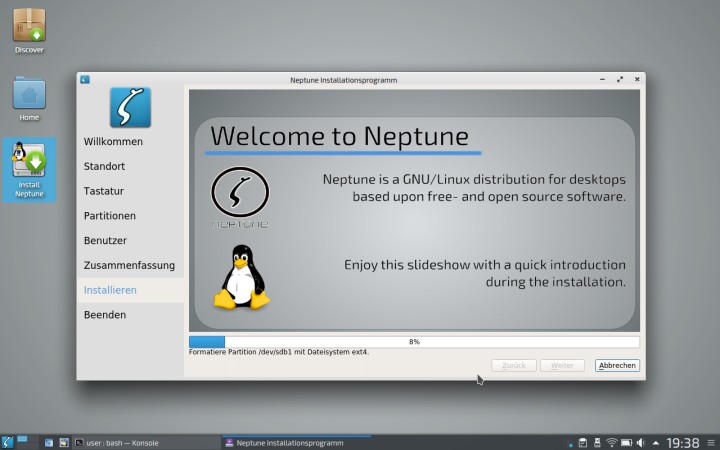 Discover
Home
Install
Neptune
Neptune Installationsprogramm
Willkommen
Standort
Tastatur
Partitionen
Benutzer
Zusammenfassung
Installieren
Beenden
Welcome to Neptune
NEPTUNE
Neptune is a GNU/Linux distribution for desktops
based upon free- and open source software.
Enjoy this slideshow with a quick introduction
during the installation.
8%
Formatiere Partition /dev/sdb1 mit Dateisystem ext4.
Zurück
Weiter
Abbrechen
user : bash — Konsole
Neptune Installationsprogramm
19:38